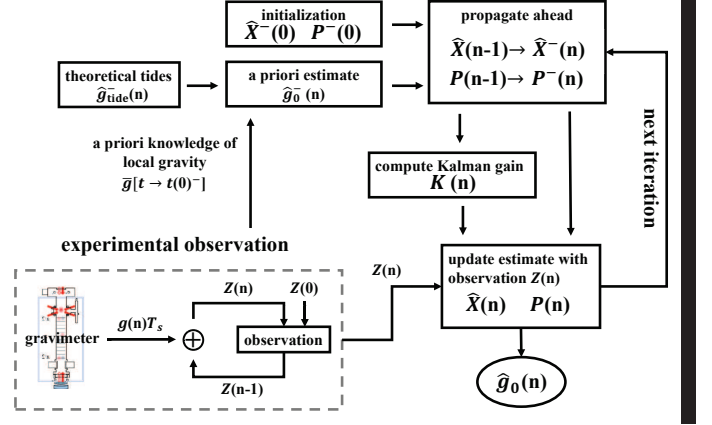 initialization
X̂⁻(0) P⁻(0)
propagate ahead
X̂(n-1)→ X̂⁻(n)
P(n-1)→ P⁻(n)
theoretical tides
ĝ⁻tide(n)
a priori estimate
ĝ₀⁻(n)
a priori knowledge of
local gravity
g̅[t → t(0)⁻]
compute Kalman gain
K (n)
next iteration
experimental observation
update estimate with
observation Z(n)
X̂(n) P(n)
Z(n)
Z(n) Z(0)
gravimeter
g(n)Tₛ
⊕
observation
Z(n-1)
ĝ₀(n)